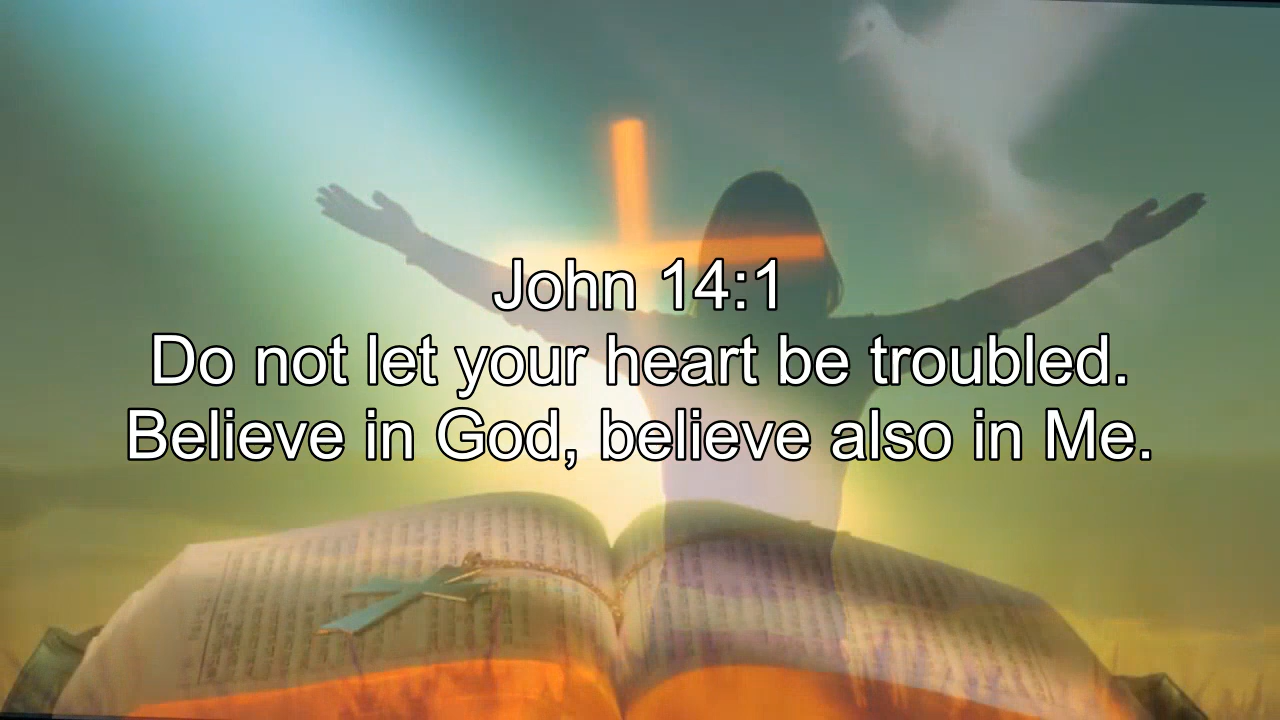 John 14:1
Do not let your heart be troubled.
Believe in God, believe also in Me.